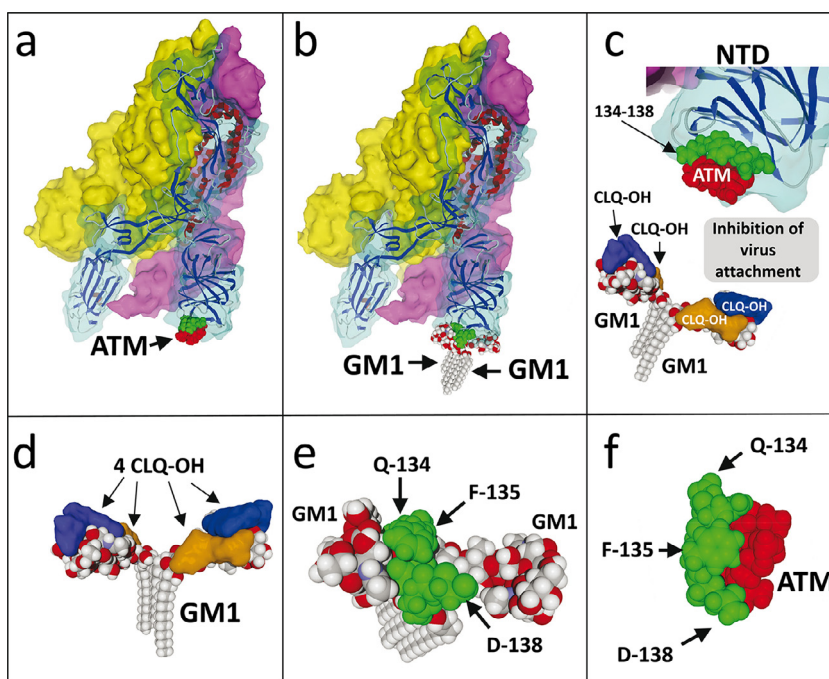 a
ATM
b
GM1
GM1
c
NTD
134-138
ATM
CLQ-OH
CLQ-OH
Inhibition of
virus
attachment
CLQ-OH
CLQ-OH
GM1
GM1
d
4 CLQ-OH
GM1
e
Q-134
F-135
GM1
GM1
D-138
f
Q-134
F-135
ATM
D-138